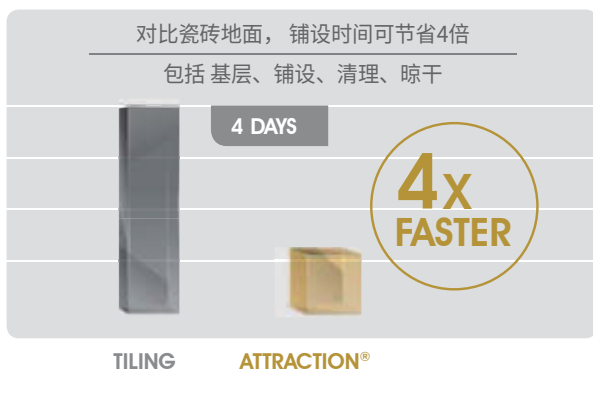 对比瓷砖地面，铺设时间可节省4倍
包括 基层、铺设、清理、晾干
4 DAYS
4X
FASTER
TILING
ATTRACTION®